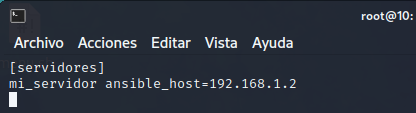 root@10:
Archivo Acciones Editar Vista Ayuda
[servidores]
mi_servidor ansible_host=192.168.1.2